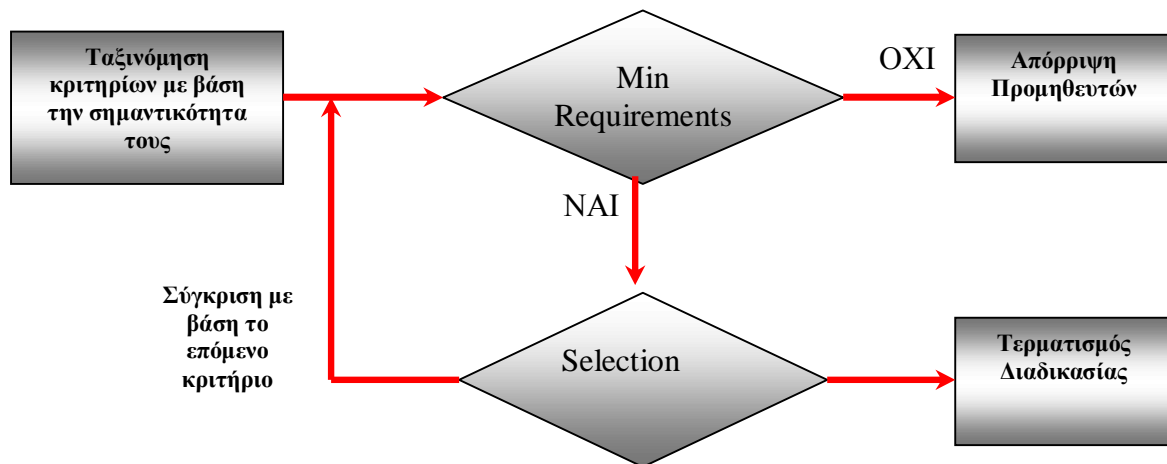 Ταξινόμηση
κριτηρίων με βάση
την σημαντικότητα
τους
Min
Requirements
ΟΧΙ
Απόρριψη
Προμηθευτών
ΝΑΙ
Σύγκριση με
βάση το
επόμενο
κριτήριο
Selection
Τερματισμός
Διαδικασίας